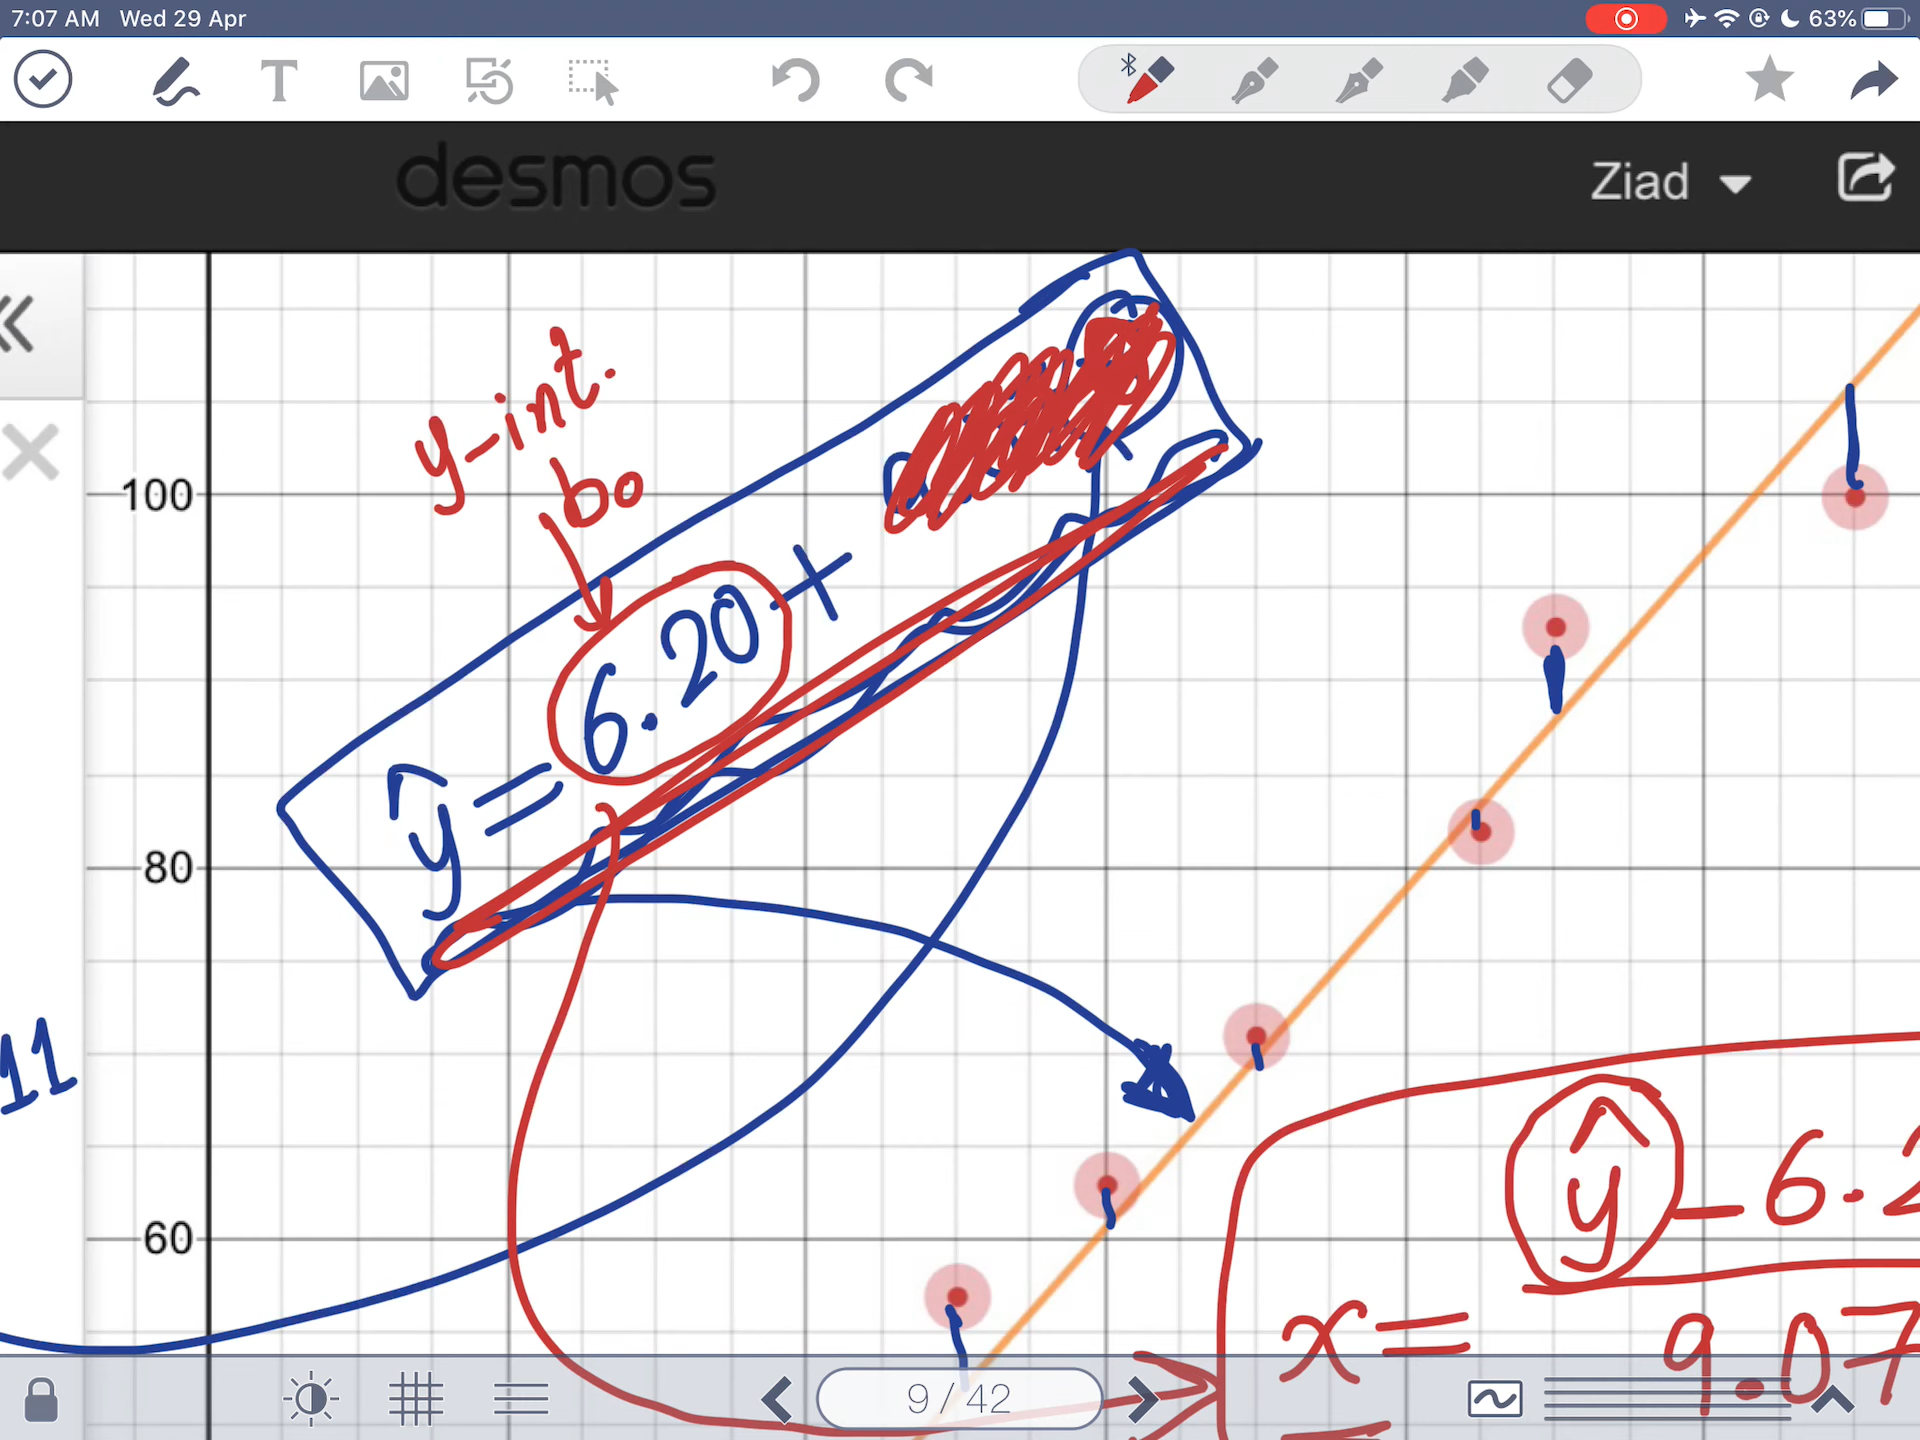 7:07 AM Wed 29 Apr
63%
T
desmos
Ziad
y-int.
bo
100
ŷ = 6.20 +
80
11
60
ŷ - 6.2
x =
9.07
9 / 42